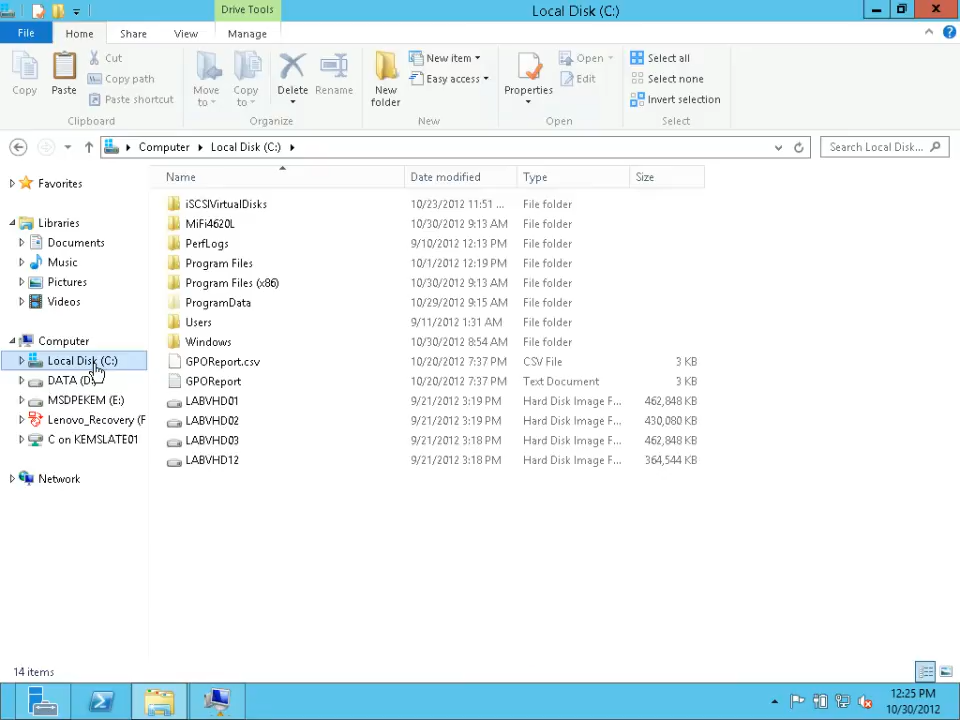 Drive Tools
Local Disk (C:)
File
Home
Share
View
Manage
Copy
Paste
Cut
Copy path
Paste shortcut
Clipboard
Move to
Copy to
Delete
Rename
Organize
New folder
New item
Easy access
New
Properties
Open
Edit
Open
Select all
Select none
Invert selection
Select
Computer
Local Disk (C:)
Search Local Disk...
Name
Date modified
Type
Size
Favorites
Libraries
Documents
Music
Pictures
Videos
Computer
Local Disk (C:)
DATA (D:)
MSDPEKEM (E:)
Lenovo_Recovery (F
C on KEMSLATE01
Network
iSCSIVirtualDisks 10/23/2012 11:51 ... File folder
MiFi4620L 10/30/2012 9:13 AM File folder
PerfLogs 9/10/2012 12:13 PM File folder
Program Files 10/1/2012 12:19 PM File folder
Program Files (x86) 10/30/2012 9:13 AM File folder
ProgramData 10/29/2012 9:15 AM File folder
Users 9/11/2012 1:31 AM File folder
Windows 10/30/2012 8:54 AM File folder
GPOReport.csv 10/20/2012 7:37 PM CSV File 3 KB
GPOReport 10/20/2012 7:37 PM Text Document 3 KB
LABVHD01 9/21/2012 3:19 PM Hard Disk Image F... 462,848 KB
LABVHD02 9/21/2012 3:19 PM Hard Disk Image F... 430,080 KB
LABVHD03 9/21/2012 3:18 PM Hard Disk Image F... 462,848 KB
LABVHD12 9/21/2012 3:18 PM Hard Disk Image F... 364,544 KB
14 items
12:25 PM
10/30/2012